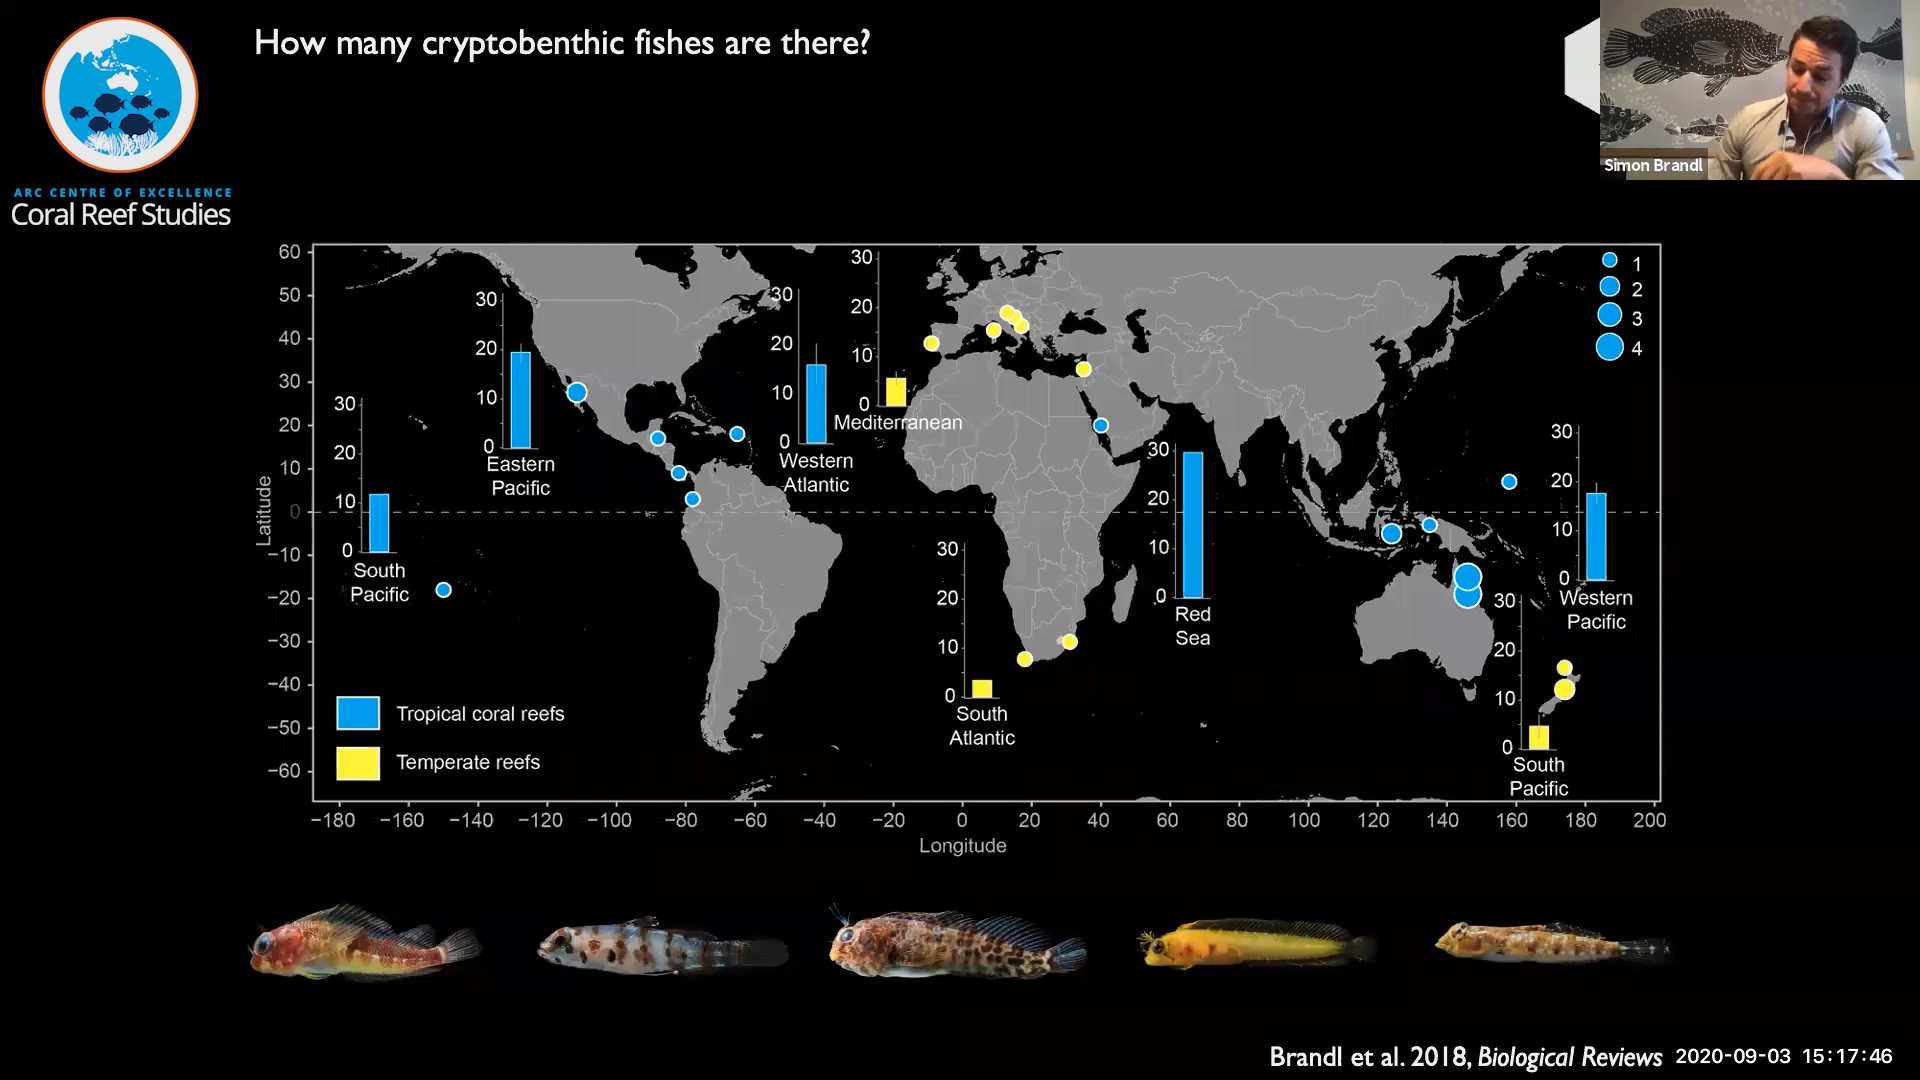 How many cryptobenthic fishes are there?
Simon Brandl
ARC CENTRE OF EXCELLENCE
Coral Reef Studies
60
50
40
30
20
10
0
−10
−20
−30
−40
−50
−60
Latitude
30
20
10
0
South
Pacific
30
20
10
0
Eastern
Pacific
30
20
10
0
Western
Atlantic
30
20
10
0
Mediterranean
30
20
10
0
South
Atlantic
30
20
10
0
Red
Sea
30
20
10
0
Western
Pacific
30
20
10
0
South
Pacific
1
2
3
4
Tropical coral reefs
Temperate reefs
−180 −160 −140 −120 −100 −80 −60 −40 −20 0 20 40 60 80 100 120 140 160 180 200
Longitude
Brandl et al. 2018, Biological Reviews 2020-09-03 15:17:46